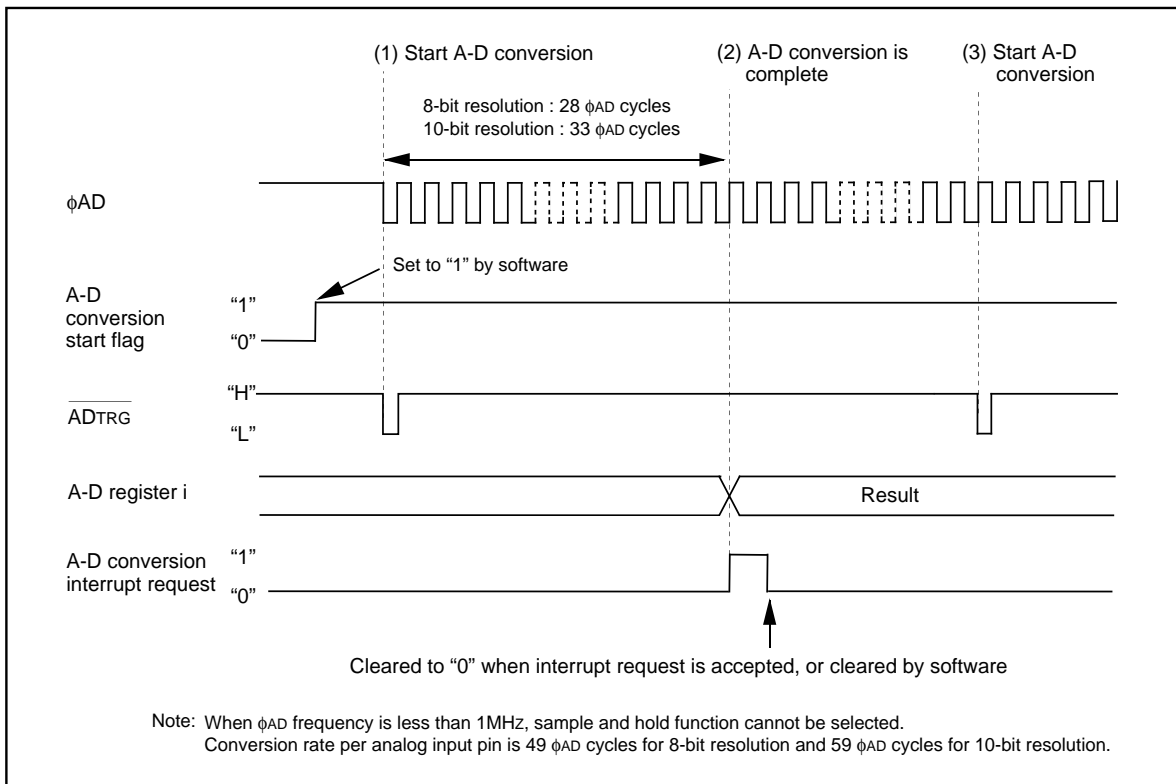 (1) Start A-D conversion
(2) A-D conversion is
complete
(3) Start A-D
conversion
8-bit resolution : 28 ϕAD cycles
10-bit resolution : 33 ϕAD cycles
ϕAD
Set to “1” by software
A-D
conversion
start flag
“1”
“0”
ADTRG
“H”
“L”
A-D register i
Result
A-D conversion
interrupt request
“1”
“0”
Cleared to “0” when interrupt request is accepted, or cleared by software
Note: When ϕAD frequency is less than 1MHZ, sample and hold function cannot be selected.
Conversion rate per analog input pin is 49 ϕAD cycles for 8-bit resolution and 59 ϕAD cycles for 10-bit resolution.